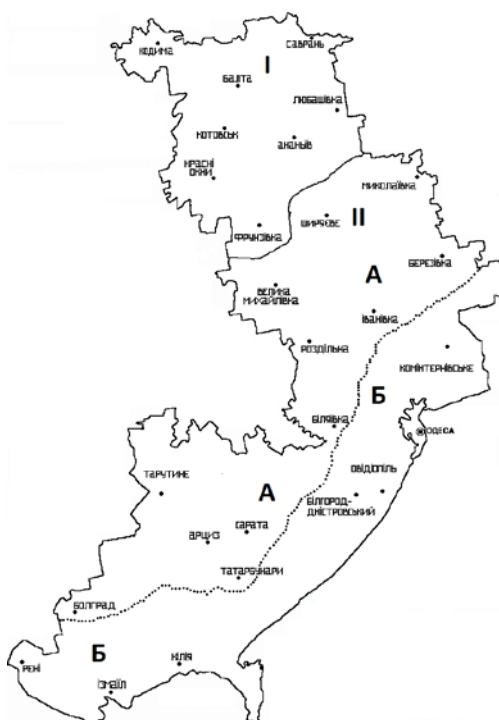 КОДИМА
САВРАНЬ
І
БАЛТА
ЛЮБАШІВКА
КОТОВСЬК
АНАНЬЇВ
КРАСНІ
ОКНИ
МИКОЛАЇВКА
ШИРЯЄВЕ
ФРУНЗІВКА
ІІ
БЕРЕЗІВКА
А
ВЕЛИКА
МИХАЙЛІВКА
ІВАНІВКА
РОЗДІЛЬНА
КОМІНТЕРНІВСЬКЕ
Б
БІЛЯЇВКА
ОДЕСА
ОВІДІОПІЛЬ
ТАРУТИНЕ
А
БІЛГОРОД-
ДНІСТРОВСЬКИЙ
САРАТА
АРЦИЗ
ТАТАРБУНАРИ
БОЛГРАД
Б
РЕНІ
КІЛІЯ
ІЗМАЇЛ